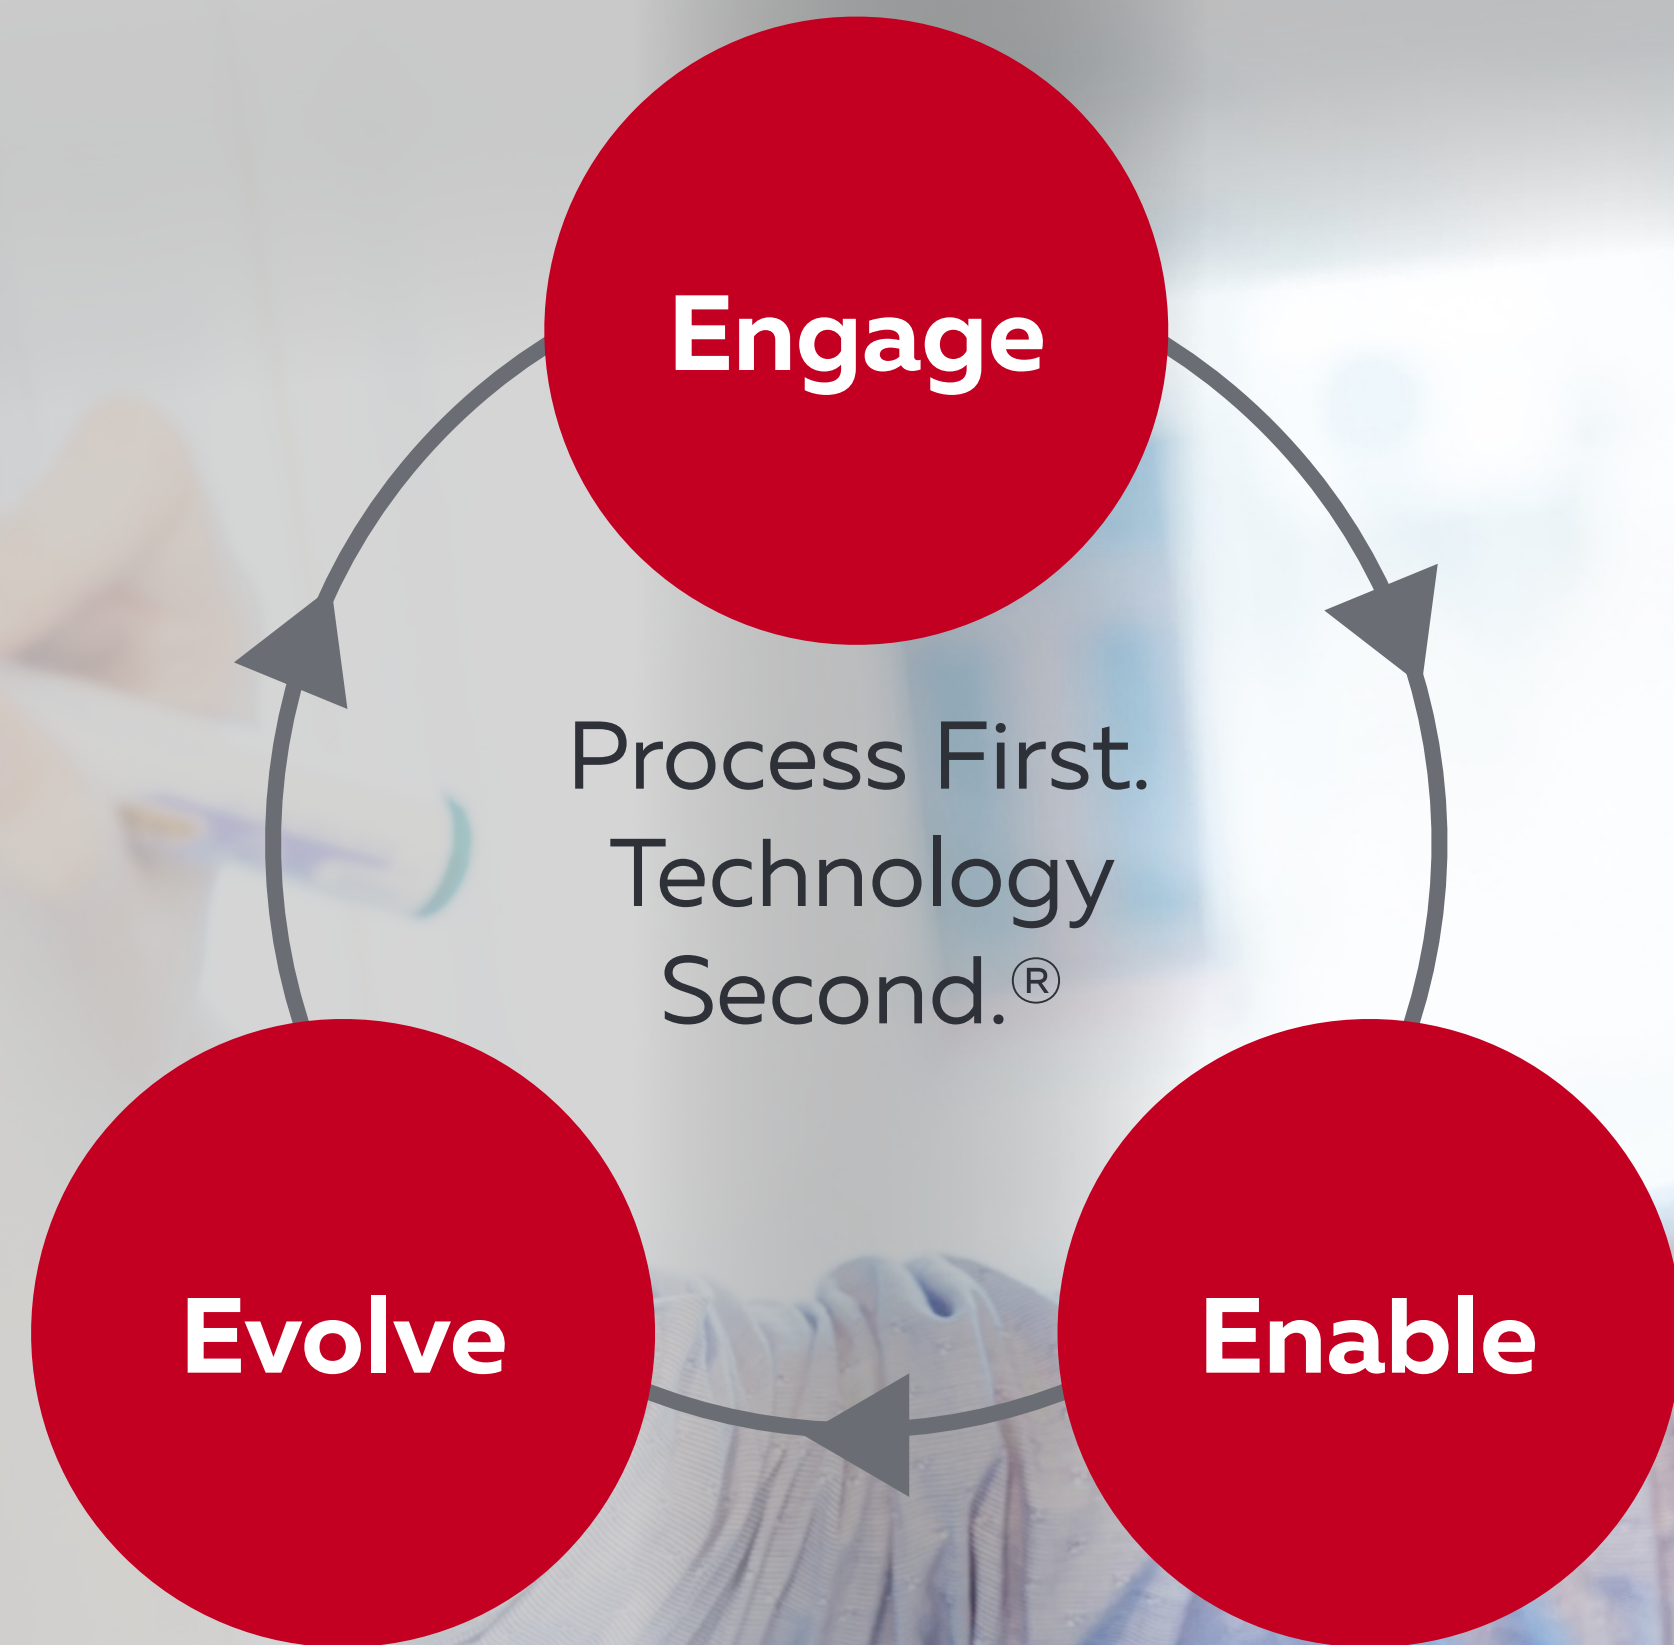 Engage
Process First.
Technology
Second.®
Evolve
Enable